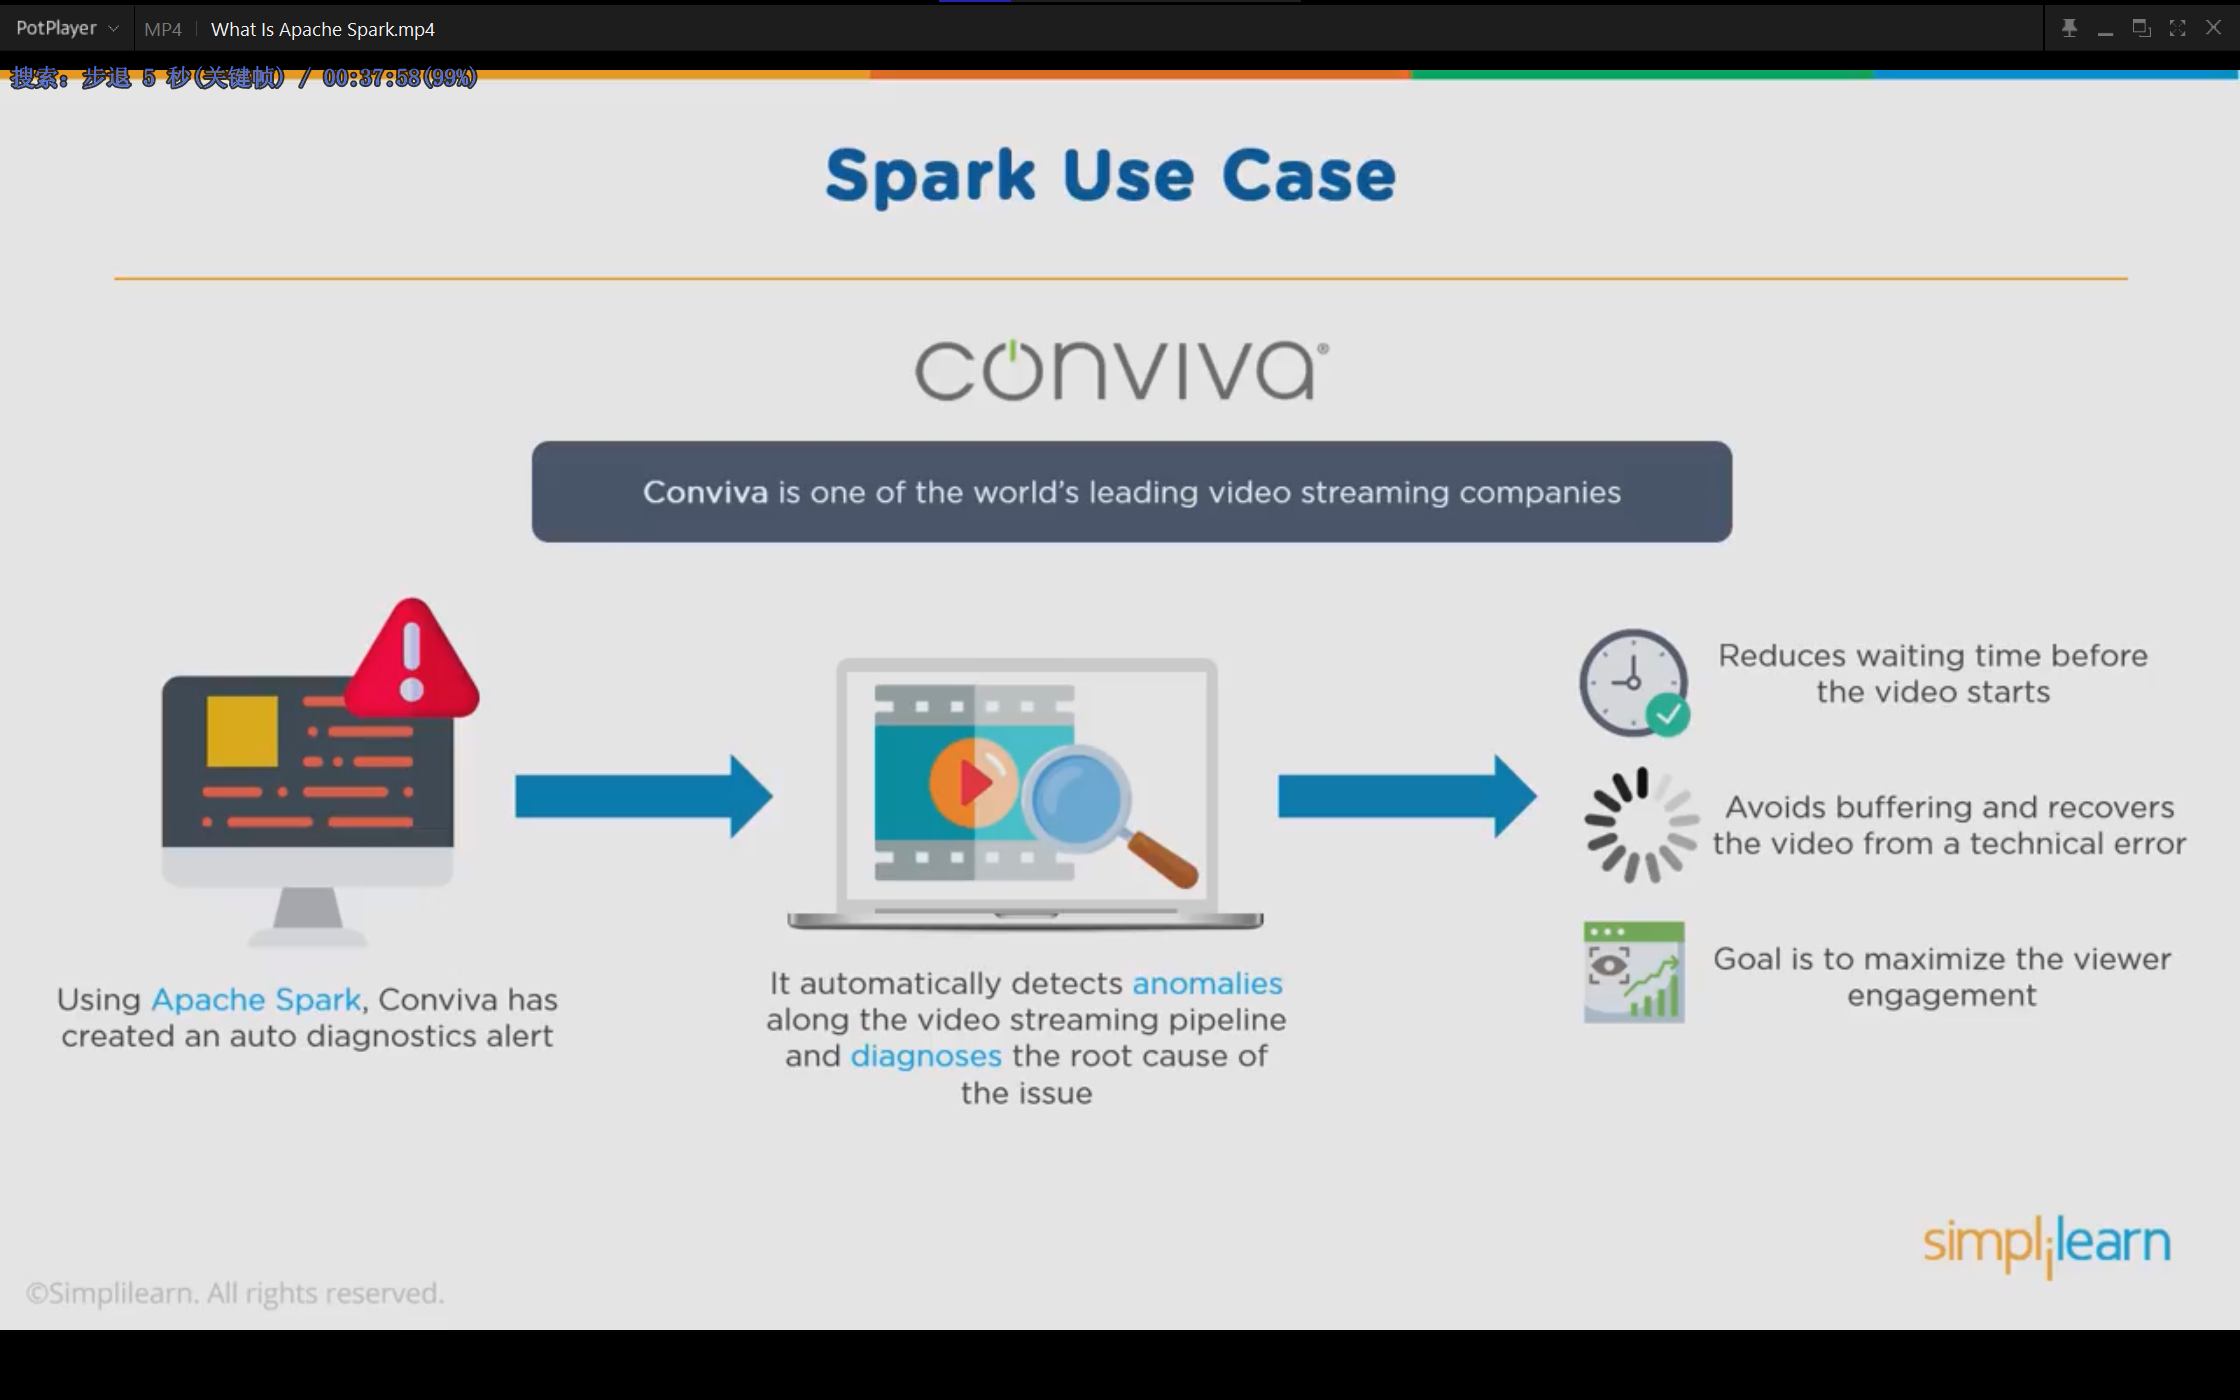 PotPlayer
MP4
What Is Apache Spark.mp4
搜索: 步退 5 秒(关键帧) / 00:37:58(99%)
Spark Use Case
conviva®
Conviva is one of the world's leading video streaming companies
Using Apache Spark, Conviva has
created an auto diagnostics alert
It automatically detects anomalies
along the video streaming pipeline
and diagnoses the root cause of
the issue
Reduces waiting time before
the video starts
Avoids buffering and recovers
the video from a technical error
Goal is to maximize the viewer
engagement
simplilearn
©Simplilearn. All rights reserved.